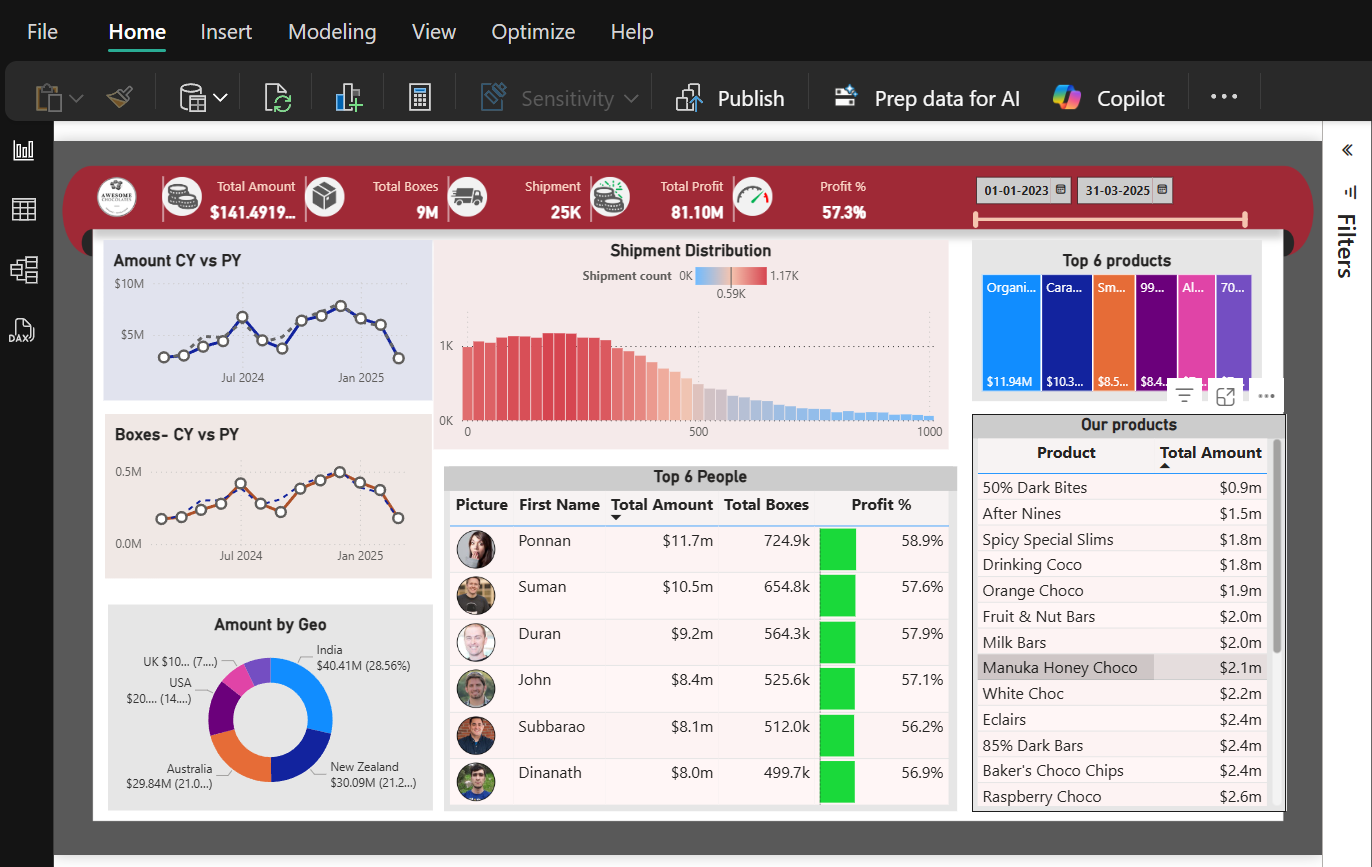 File Home Insert Modeling View Optimize Help
Sensitivity Publish Prep data for AI Copilot
AWESOME
CHOCOLATES
Total Amount
$141.4919...
Total Boxes
9M
Shipment
25K
Total Profit
81.10M
Profit %
57.3%
01-01-2023 31-03-2025
Filters
DAX
Amount CY vs PY
$10M
$5M
Jul 2024 Jan 2025
Shipment Distribution
Shipment count 0K 1.17K
0.59K
1K
0K
0 500 1000
Top 6 products
Organi... Cara... Sm... 99... Al... 70...
$11.94M $10.3... $8.5... $8.4...
Boxes- CY vs PY
0.5M
0.0M
Jul 2024 Jan 2025
Top 6 People
Picture First Name Total Amount Total Boxes Profit %
Ponnan $11.7m 724.9k 58.9%
Suman $10.5m 654.8k 57.6%
Duran $9.2m 564.3k 57.9%
John $8.4m 525.6k 57.1%
Subbarao $8.1m 512.0k 56.2%
Dinanath $8.0m 499.7k 56.9%
Our products
Product Total Amount
50% Dark Bites $0.9m
After Nines $1.5m
Spicy Special Slims $1.8m
Drinking Coco $1.8m
Orange Choco $1.9m
Fruit & Nut Bars $2.0m
Milk Bars $2.0m
Manuka Honey Choco $2.1m
White Choc $2.2m
Eclairs $2.4m
85% Dark Bars $2.4m
Baker's Choco Chips $2.4m
Raspberry Choco $2.6m
Amount by Geo
India
$40.41M (28.56%)
UK $10... (7....)
USA
$20.... (14....)
Australia
$29.84M (21.0...)
New Zealand
$30.09M (21.2...)